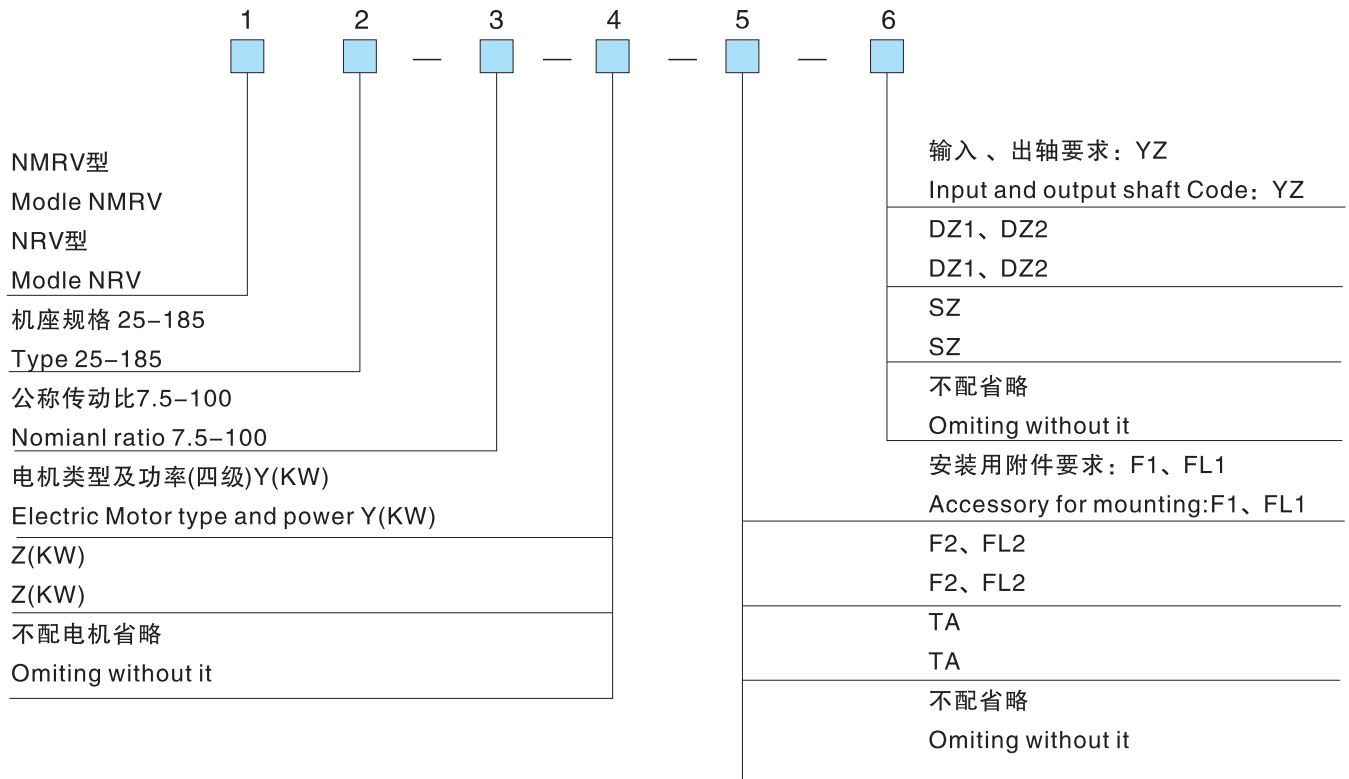 1 2 3 4 5 6
— — — —
NMRV型
Modle NMRV
NRV型
Modle NRV
机座规格 25–185
Type 25–185
公称传动比7.5–100
Nomianl ratio 7.5–100
电机类型及功率(四级)Y(KW)
Electric Motor type and power Y(KW)
Z(KW)
Z(KW)
不配电机省略
Omiting without it
输入 、出轴要求：YZ
Input and output shaft Code：YZ
DZ1、DZ2
DZ1、DZ2
SZ
SZ
不配省略
Omiting without it
安装用附件要求：F1、FL1
Accessory for mounting:F1、FL1
F2、FL2
F2、FL2
TA
TA
不配省略
Omiting without it